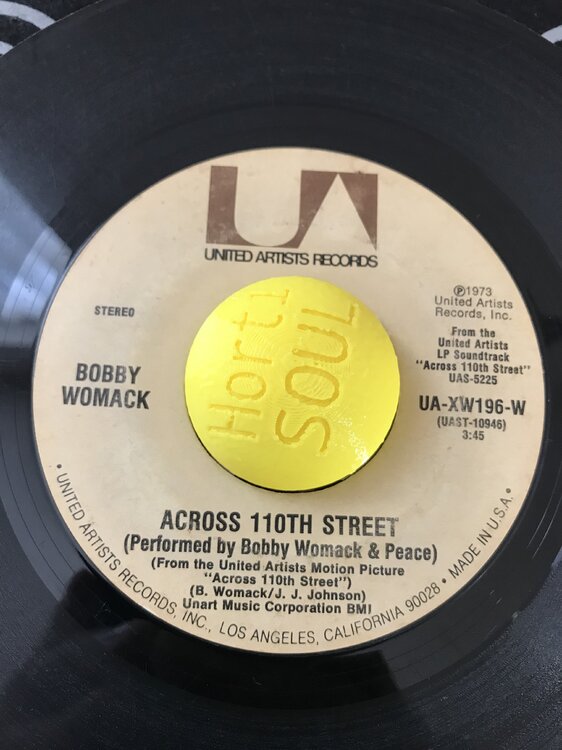 UA
UNITED ARTISTS RECORDS
STEREO
BOBBY
WOMACK
Horti
SOUL
℗1973
United Artists
Records, Inc.
From the
United Artists
LP Soundtrack
"Across 110th Street"
UAS-5225
UA-XW196-W
(UAST-10946)
3:45
ACROSS 110TH STREET
(Performed by Bobby Womack & Peace)
(From the United Artists Motion Picture
"Across 110th Street")
(B. Womack/J. J. Johnson)
Unart Music Corporation BMI
• UNITED ARTISTS RECORDS, INC., LOS ANGELES, CALIFORNIA 90028 • MADE IN U.S.A. •